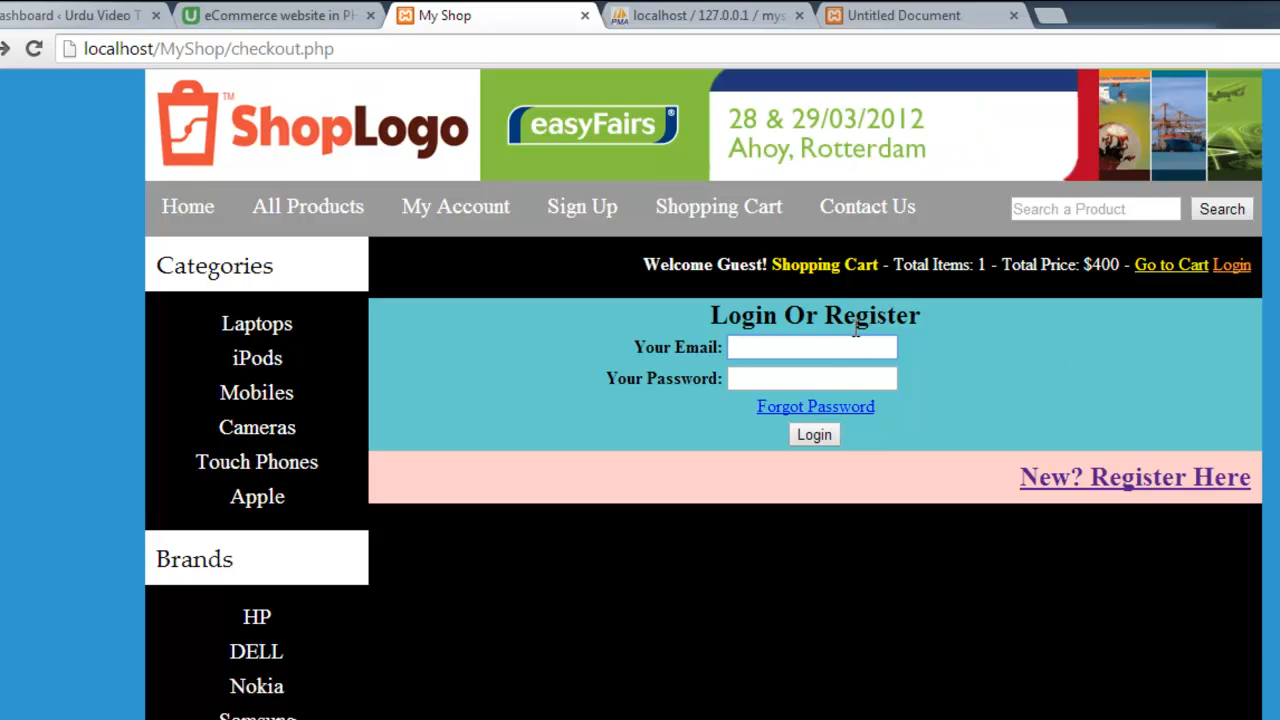 ashboard ‹ Urdu Video T
eCommerce website in PH
My Shop
localhost / 127.0.0.1 / mys
Untitled Document
localhost/MyShop/checkout.php
ShopLogo
TM
easyFairs®
28 & 29/03/2012
Ahoy, Rotterdam
Home All Products My Account Sign Up Shopping Cart Contact Us Search a Product Search
Categories
Welcome Guest! Shopping Cart - Total Items: 1 - Total Price: $400 - Go to Cart Login
Laptops
iPods
Mobiles
Cameras
Touch Phones
Apple
Login Or Register
Your Email:
Your Password:
Forgot Password
Login
New? Register Here
Brands
HP
DELL
Nokia
Samsung